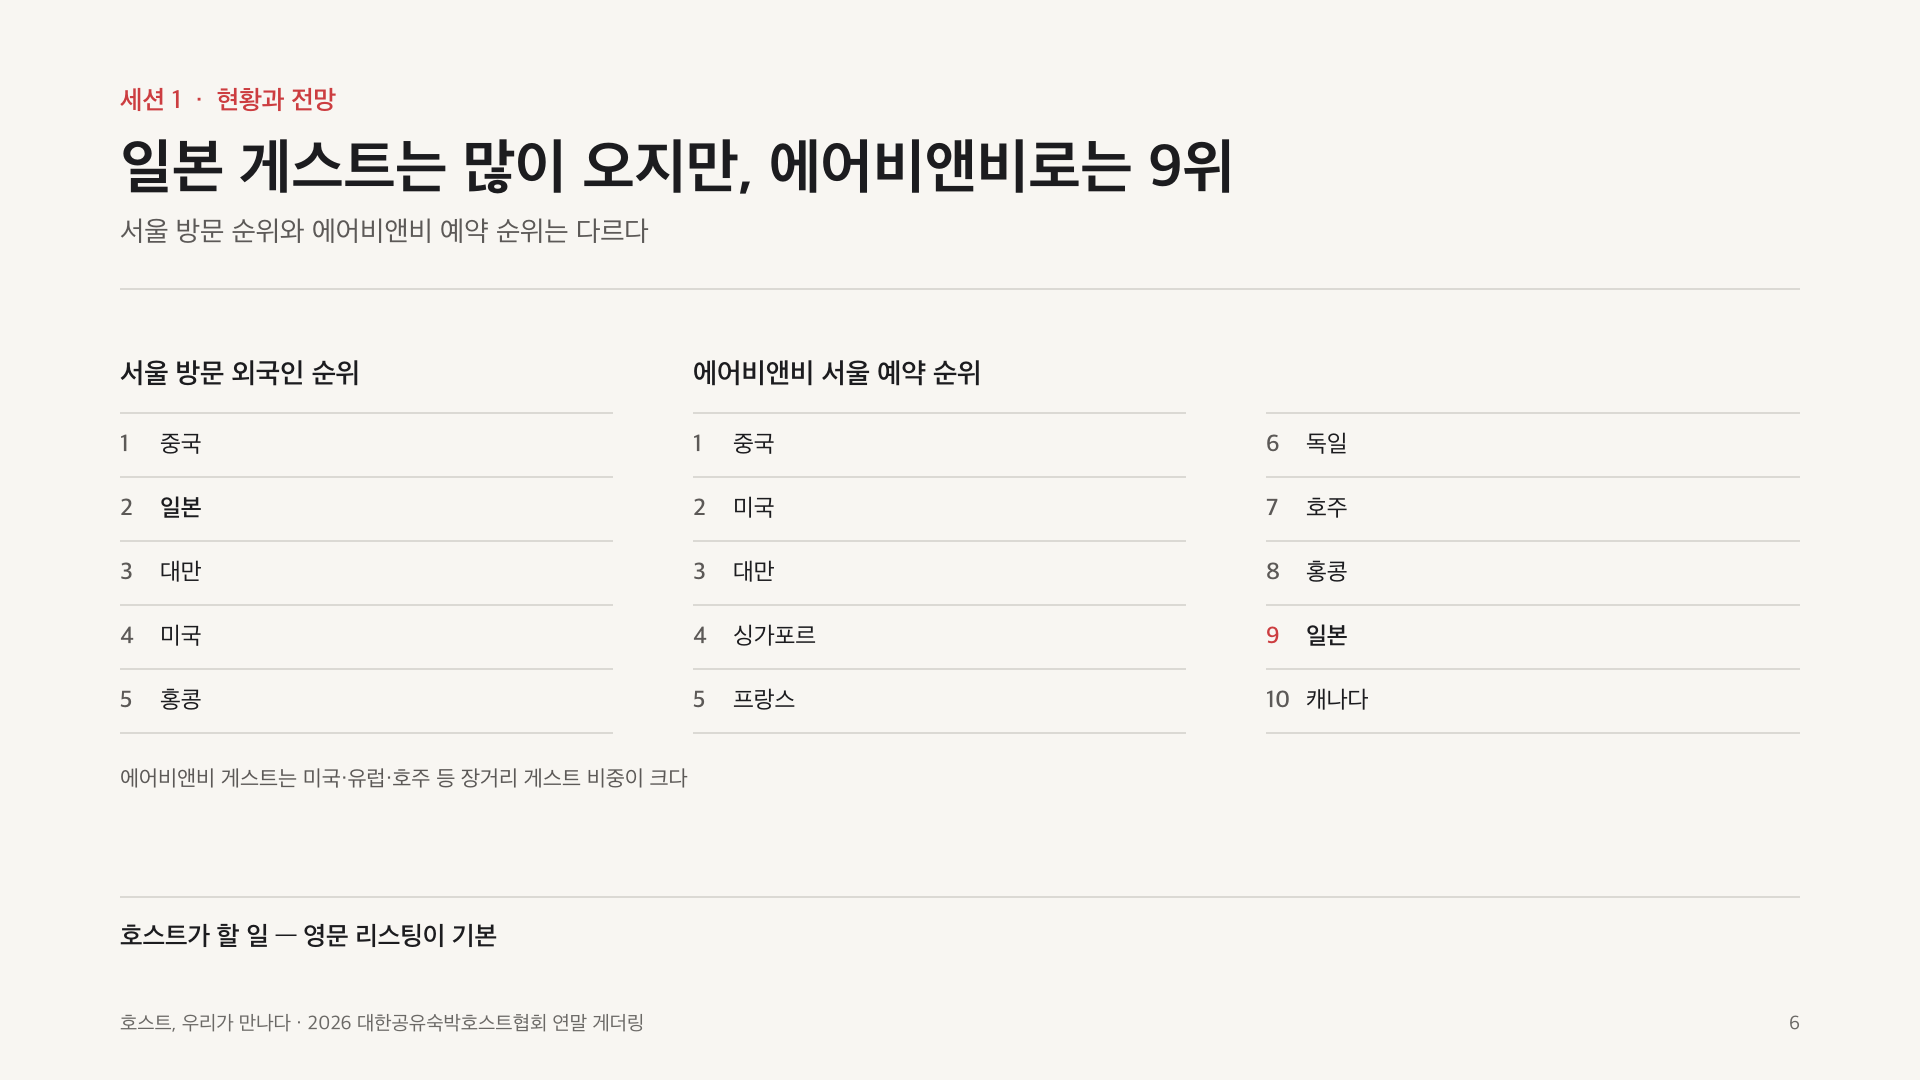 세션 1 · 현황과 전망
일본 게스트는 많이 오지만, 에어비앤비로는 9위
서울 방문 순위와 에어비앤비 예약 순위는 다르다
서울 방문 외국인 순위
1 중국
2 일본
3 대만
4 미국
5 홍콩
에어비앤비 서울 예약 순위
1 중국
2 미국
3 대만
4 싱가포르
5 프랑스
6 독일
7 호주
8 홍콩
9 일본
10 캐나다
에어비앤비 게스트는 미국·유럽·호주 등 장거리 게스트 비중이 크다
호스트가 할 일 — 영문 리스팅이 기본
호스트, 우리가 만나다 · 2026 대한공유숙박호스트협회 연말 게더링
6